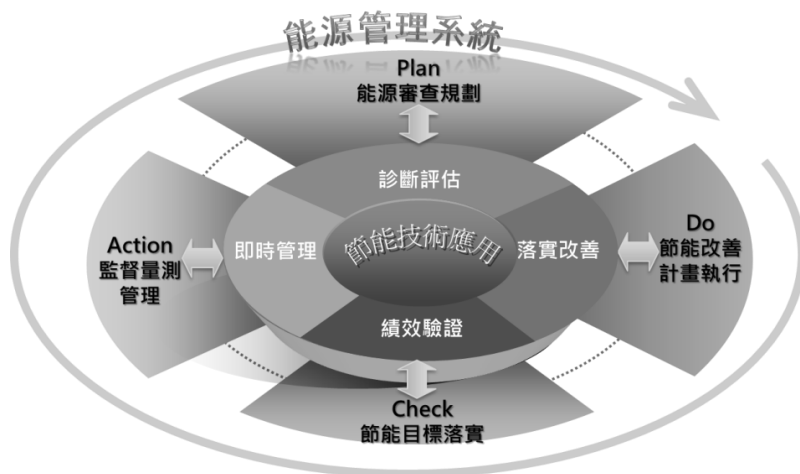 能源管理系統
Plan
能源審查規劃
診斷評估
Action
監督量測
管理
即時管理
節能技術應用
落實改善
Do
節能改善
計畫執行
績效驗證
Check
節能目標落實